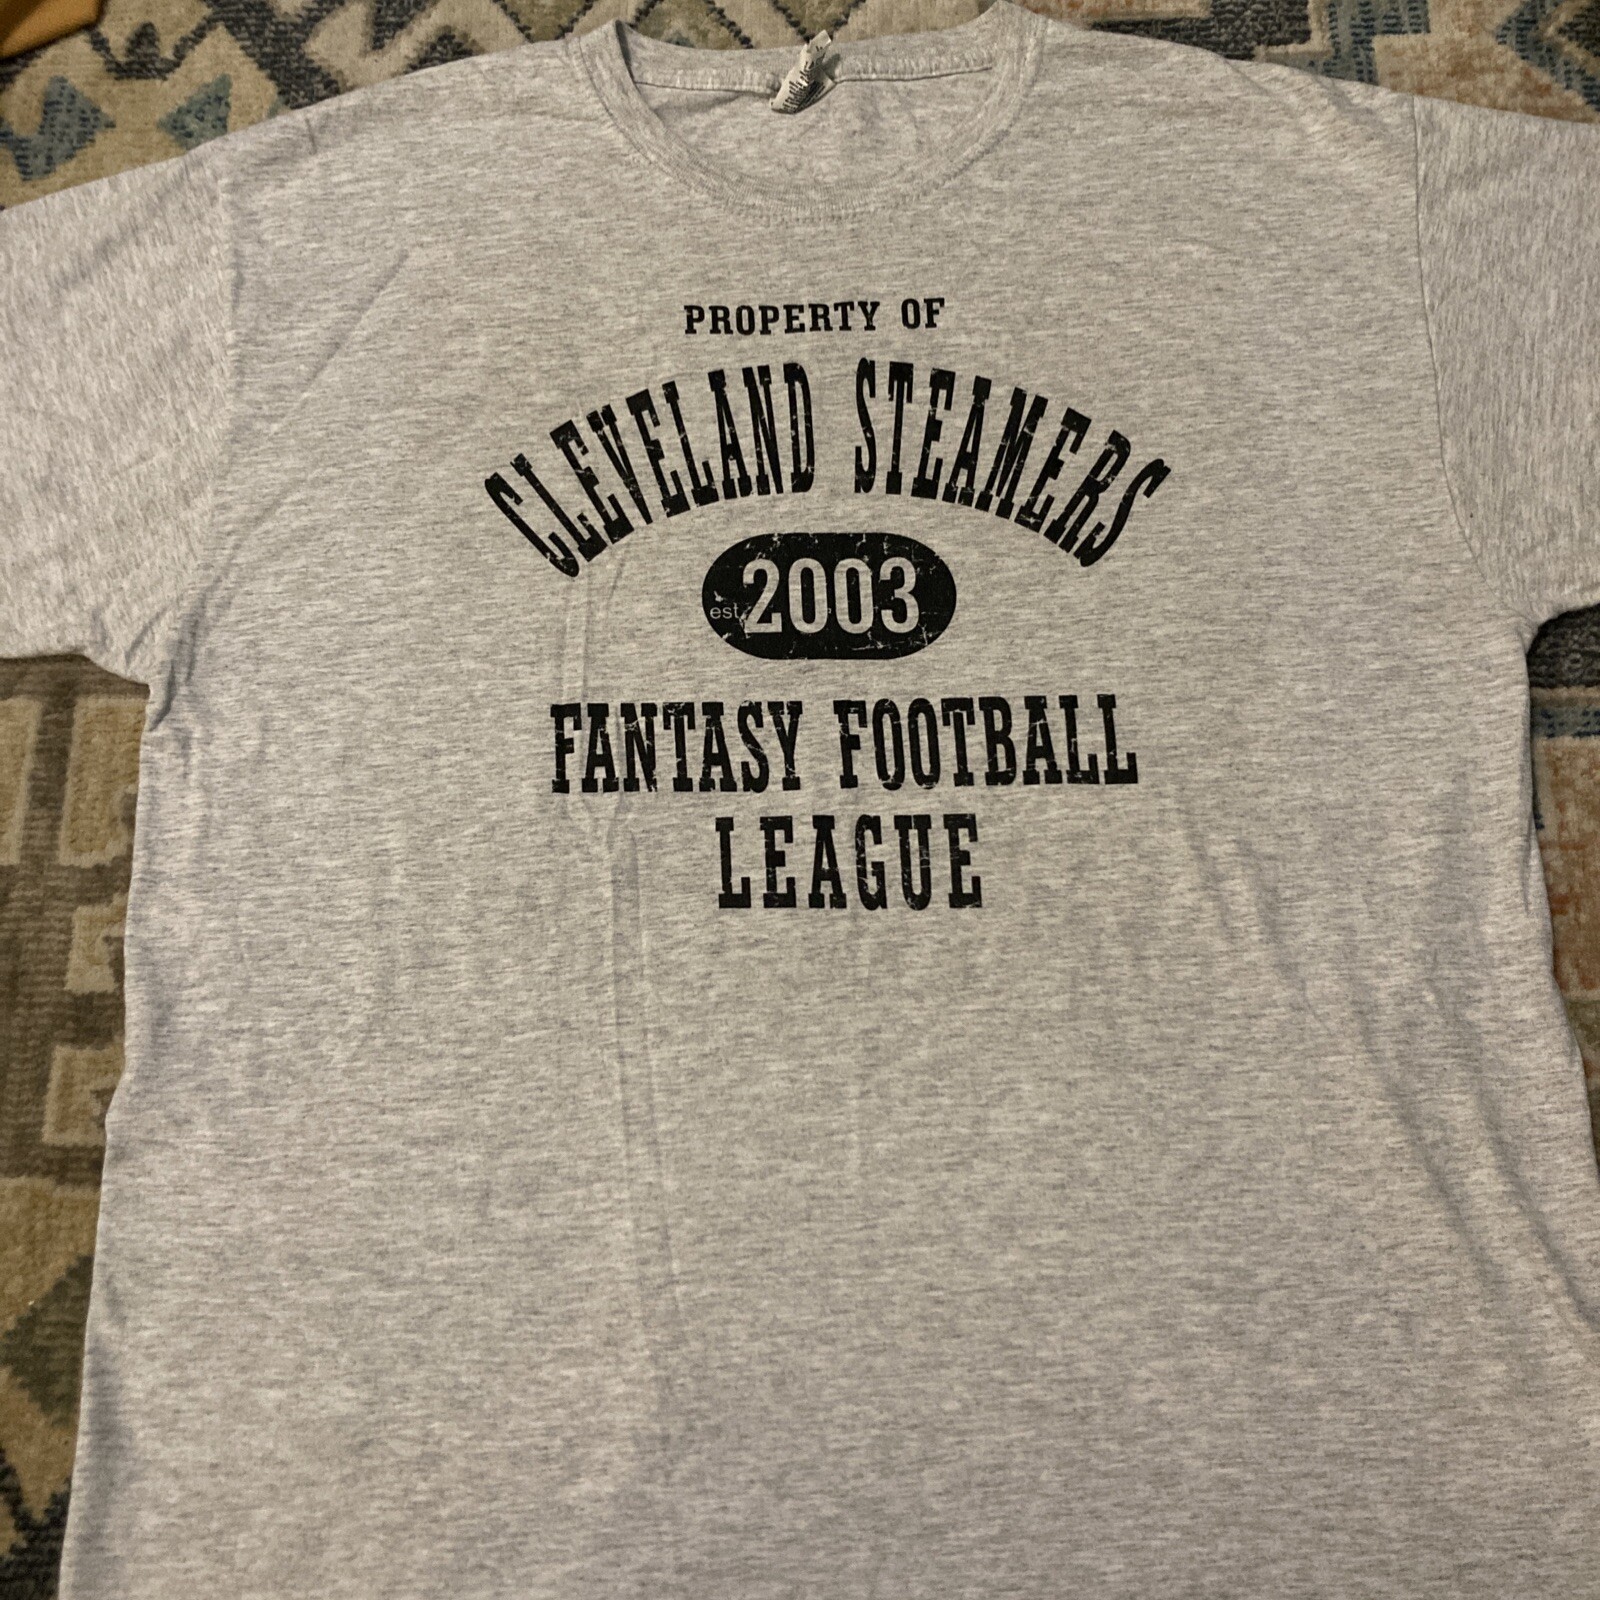 PROPERTY OF
CLEVELAND STEAMERS
est. 2003
FANTASY FOOTBALL
LEAGUE